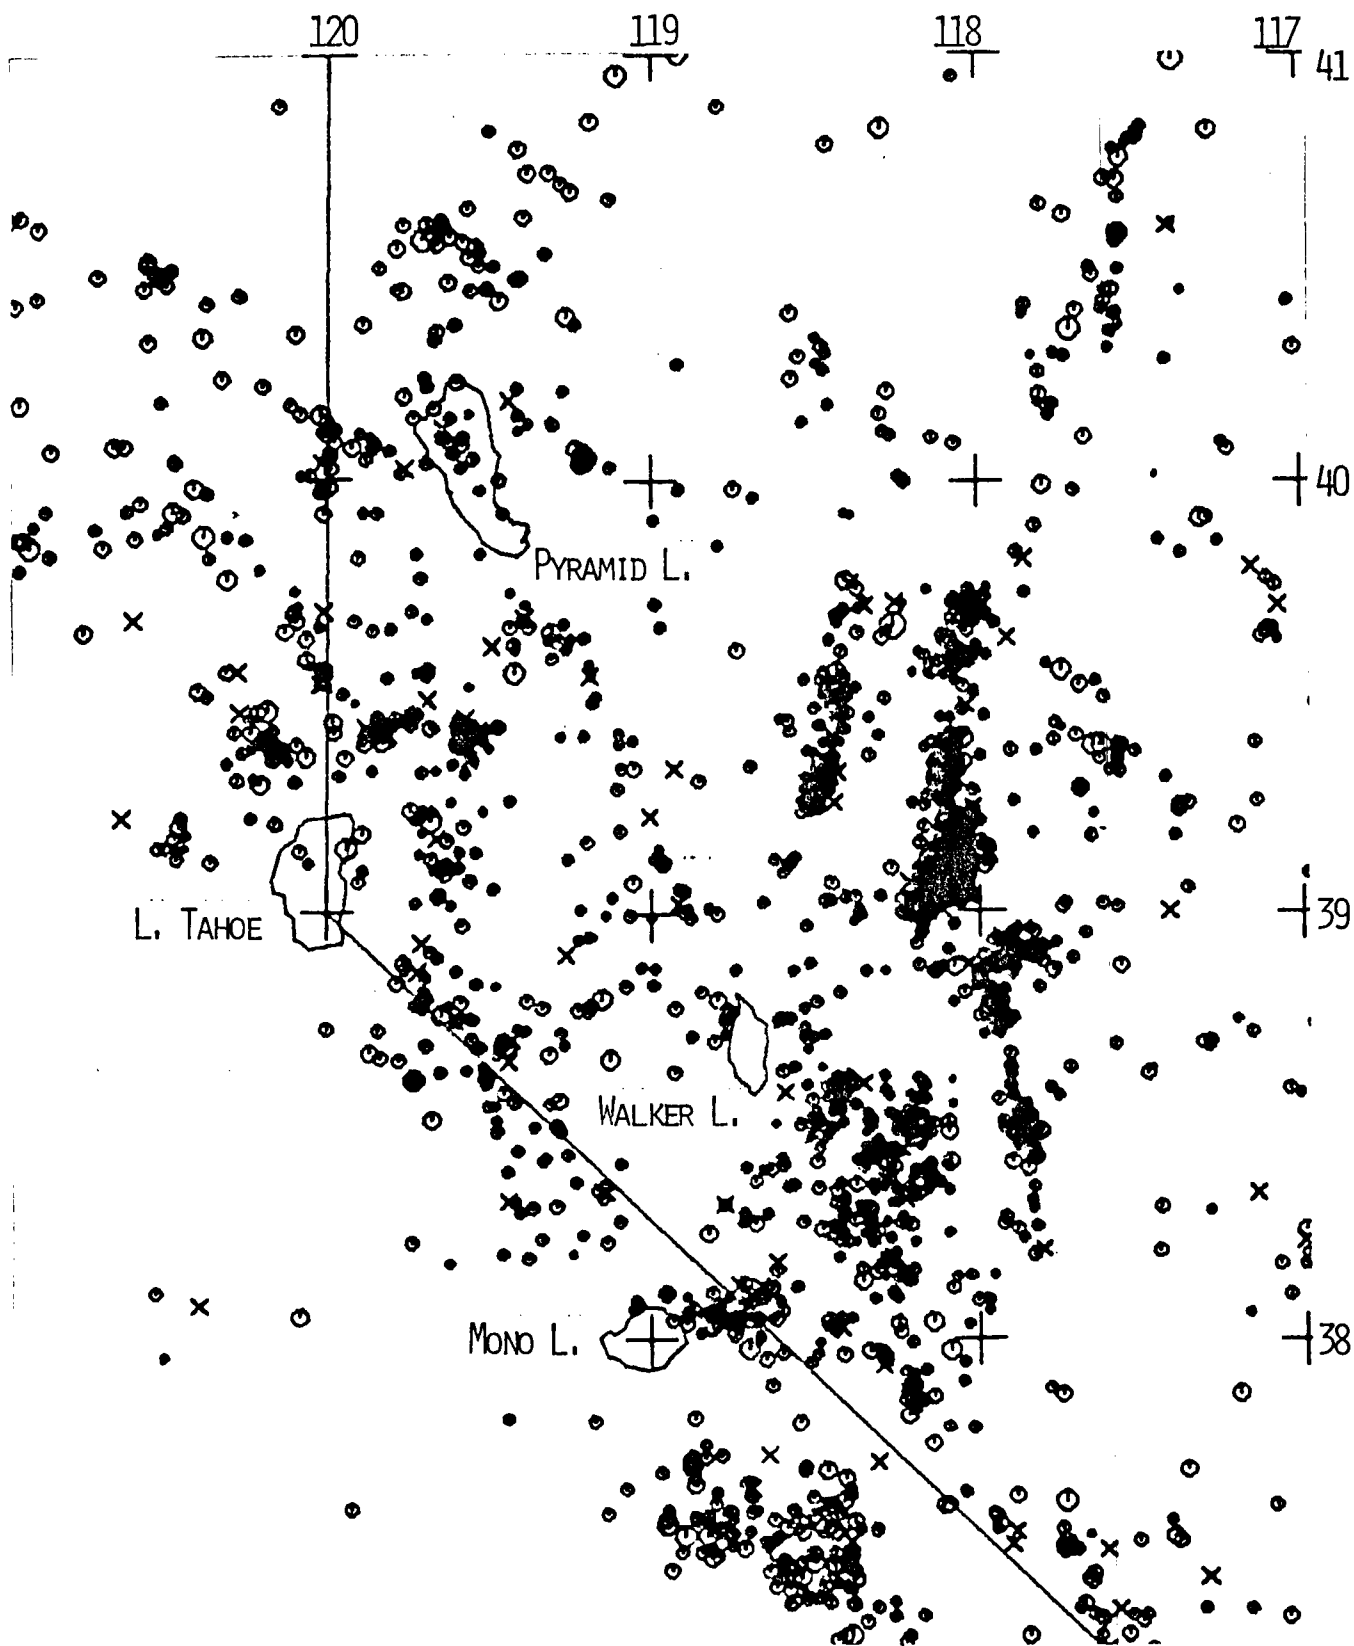 120 119 118 117
41
40
PYRAMID L.
L. TAHOE
39
WALKER L.
MONO L.
38